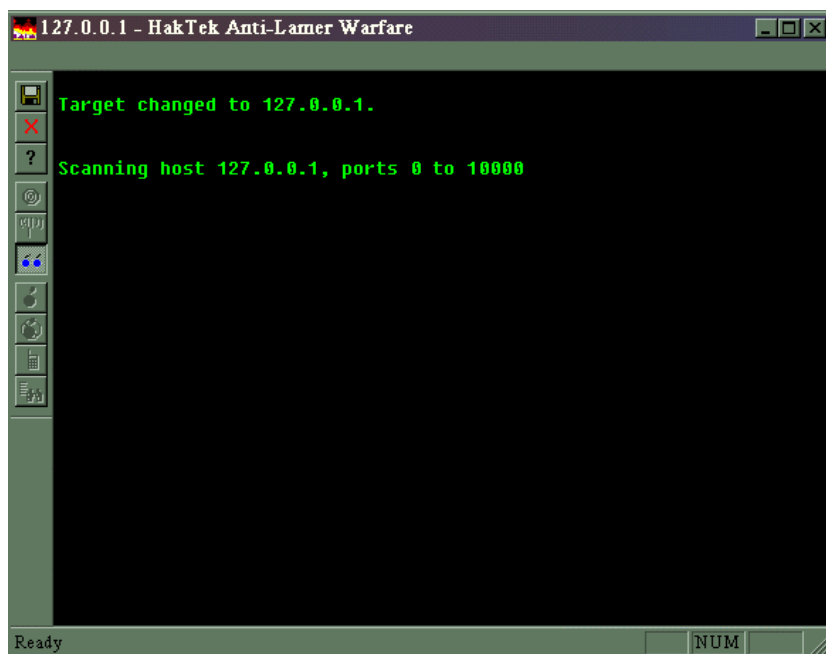 127.0.0.1 - HakTek Anti-Lamer Warfare
Target changed to 127.0.0.1.
Scanning host 127.0.0.1, ports 0 to 10000
?
Ready
NUM